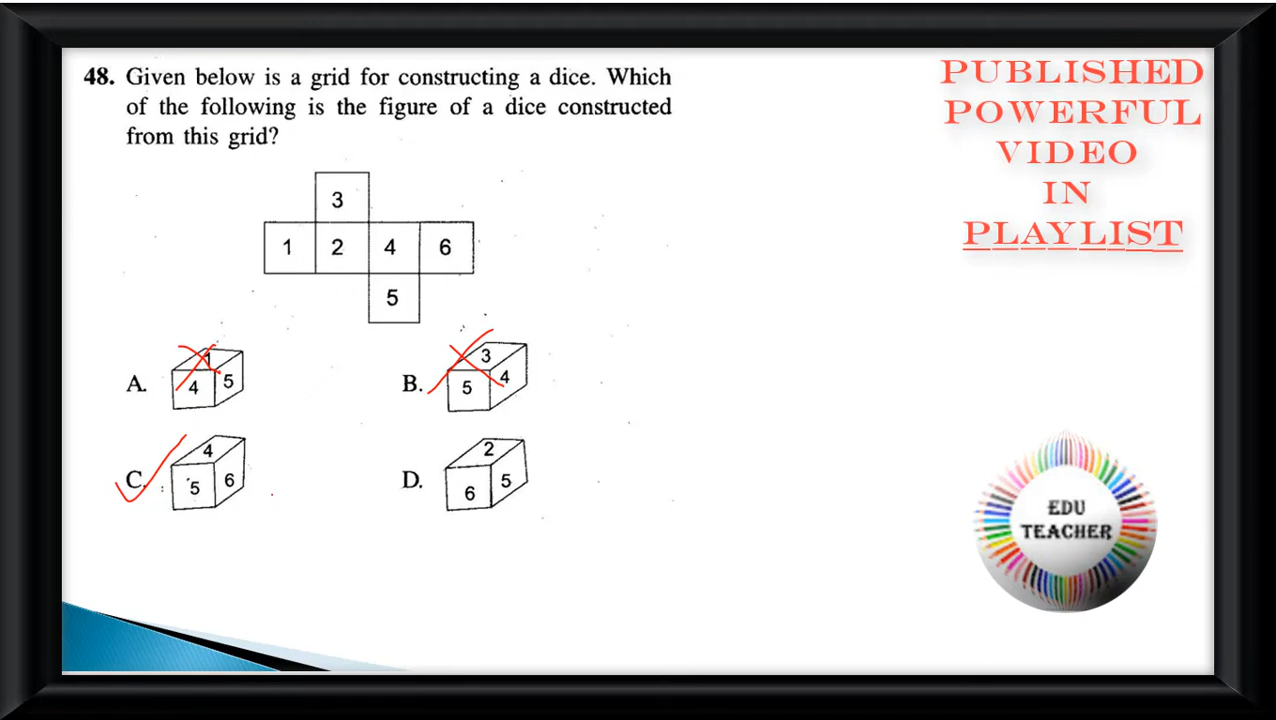 48. Given below is a grid for constructing a dice. Which
of the following is the figure of a dice constructed
from this grid?
3
1 2 4 6
5
A. 1 4 5
B. 3 5 4
C. 4 5 6
D. 2 6 5
PUBLISHED
POWERFUL
VIDEO
IN
PLAYLIST
EDU
TEACHER